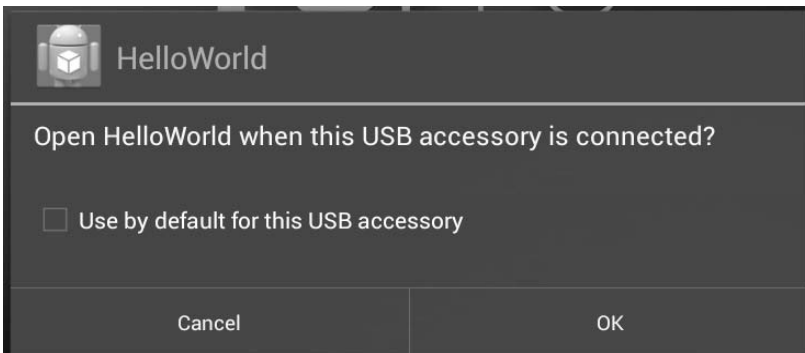 HelloWorld
Open HelloWorld when this USB accessory is connected?
Use by default for this USB accessory
Cancel
OK